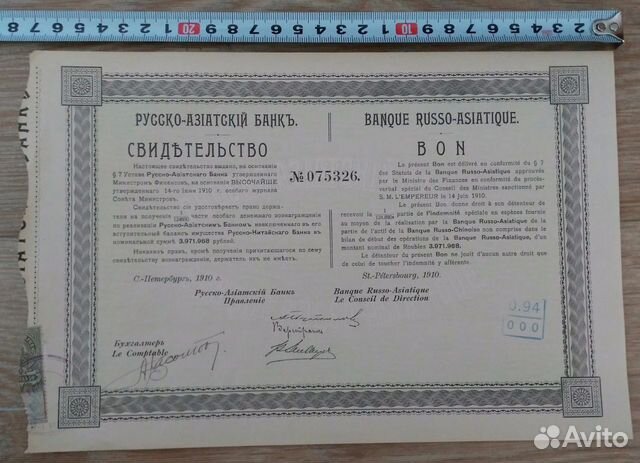 РУССКО-АЗІАТСКІЙ БАНКЪ.
СВИДѢТЕЛЬСТВО
Настоящее свидѣтельство выдано, на основаніи
§ 7 Устава Русско-Азіатскаго Банка утвержденнаго
Министромъ Финансовъ, на основаніи ВЫСОЧАЙШЕ
утвержденнаго 14-го іюня 1910 г. особаго журнала
Совѣта Министровъ.
Свидѣтельство сіе удостовѣряетъ право держа-
теля на полученіе части особаго денежнаго вознагражденія
по реализаціи Русско-Азіатскимъ Банкомъ невключеннаго въ его
вступительный балансъ имущества Русско-Китайскаго Банка въ
номинальной суммѣ 3.971.968 рублей.
Никакихъ правъ, кромѣ полученія причитающагося по сему
свидѣтельству вознагражденія, держатель ихъ не имѣетъ.
С.-Петербургъ, 1910 г.
Русско-Азіатскій Банкъ
Правленіе
№ 075326.
BANQUE RUSSO-ASIATIQUE.
BON
Le présent Bon est délivré en conformité du § 7
des Statuts de la Banque Russo-Asiatique approuvés
par le Ministre des Finances en conformité du procès-
verbal spécial du Conseil des Ministres sanctionné par
S. M. L'EMPEREUR le 14 juin 1910.
Le présent Bon donne droit à son détenteur de
recevoir la partie de l'indemnité spéciale en espèces fournie
au moyen de la réalisation par la Banque Russo-Asiatique de la
partie de l'actif de la Banque Russo-Chinoise non comprise dans le
bilan de début des opérations de la Banque Russo-Asiatique, d'un
montant nominal de Roubles 3.971.968.
Le détenteur du présent Bon ne jouit d'aucun autre droit que
de celui de toucher l'indemnité y afférente.
St.-Pétersbourg, 1910.
Banque Russo-Asiatique
Le Conseil de Direction
Бухгалтеръ
Le Comptable
0.94
000
Avito